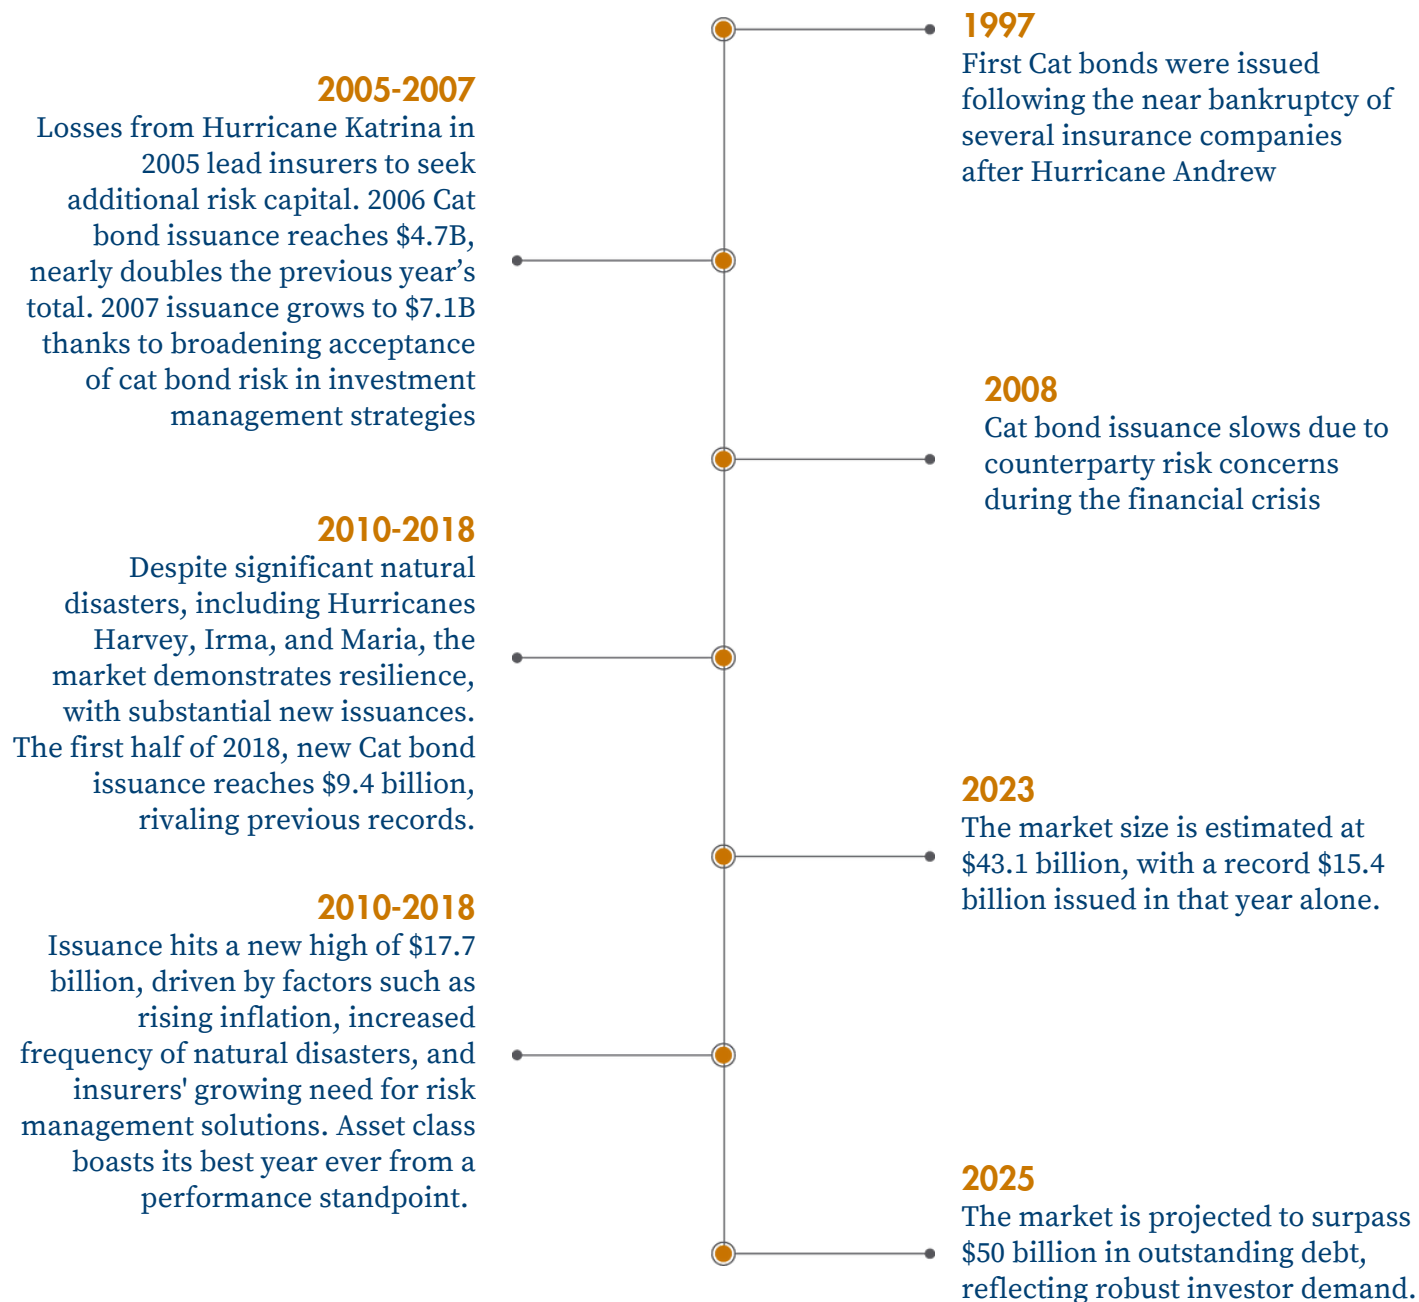 1997
First Cat bonds were issued
following the near bankruptcy of
several insurance companies
after Hurricane Andrew
2005-2007
Losses from Hurricane Katrina in
2005 lead insurers to seek
additional risk capital. 2006 Cat
bond issuance reaches $4.7B,
nearly doubles the previous year’s
total. 2007 issuance grows to $7.1B
thanks to broadening acceptance
of cat bond risk in investment
management strategies
2008
Cat bond issuance slows due to
counterparty risk concerns
during the financial crisis
2010-2018
Despite significant natural
disasters, including Hurricanes
Harvey, Irma, and Maria, the
market demonstrates resilience,
with substantial new issuances.
The first half of 2018, new Cat bond
issuance reaches $9.4 billion,
rivaling previous records.
2023
The market size is estimated at
$43.1 billion, with a record $15.4
billion issued in that year alone.
2010-2018
Issuance hits a new high of $17.7
billion, driven by factors such as
rising inflation, increased
frequency of natural disasters, and
insurers' growing need for risk
management solutions. Asset class
boasts its best year ever from a
performance standpoint.
2025
The market is projected to surpass
$50 billion in outstanding debt,
reflecting robust investor demand.